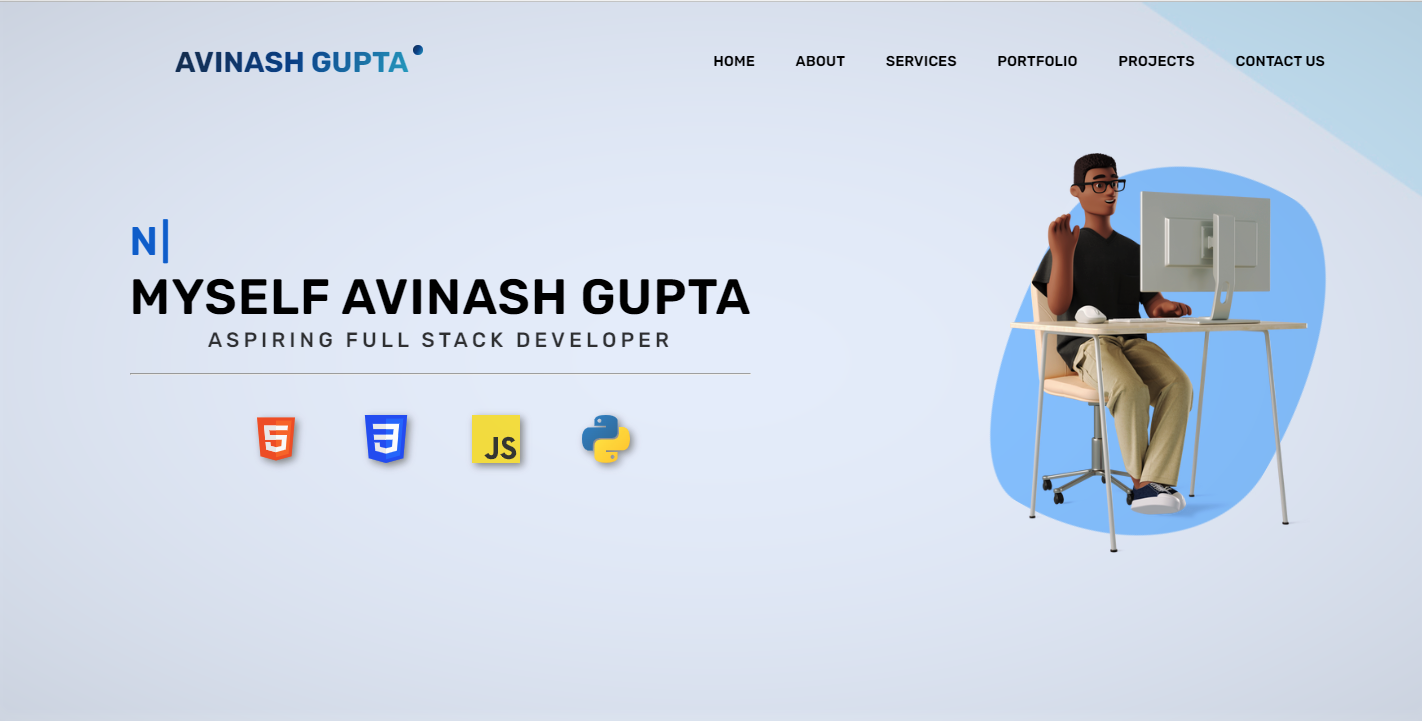 AVINASH GUPTA
HOME ABOUT SERVICES PORTFOLIO PROJECTS CONTACT US
N|
MYSELF AVINASH GUPTA
ASPIRING FULL STACK DEVELOPER
5 3 JS